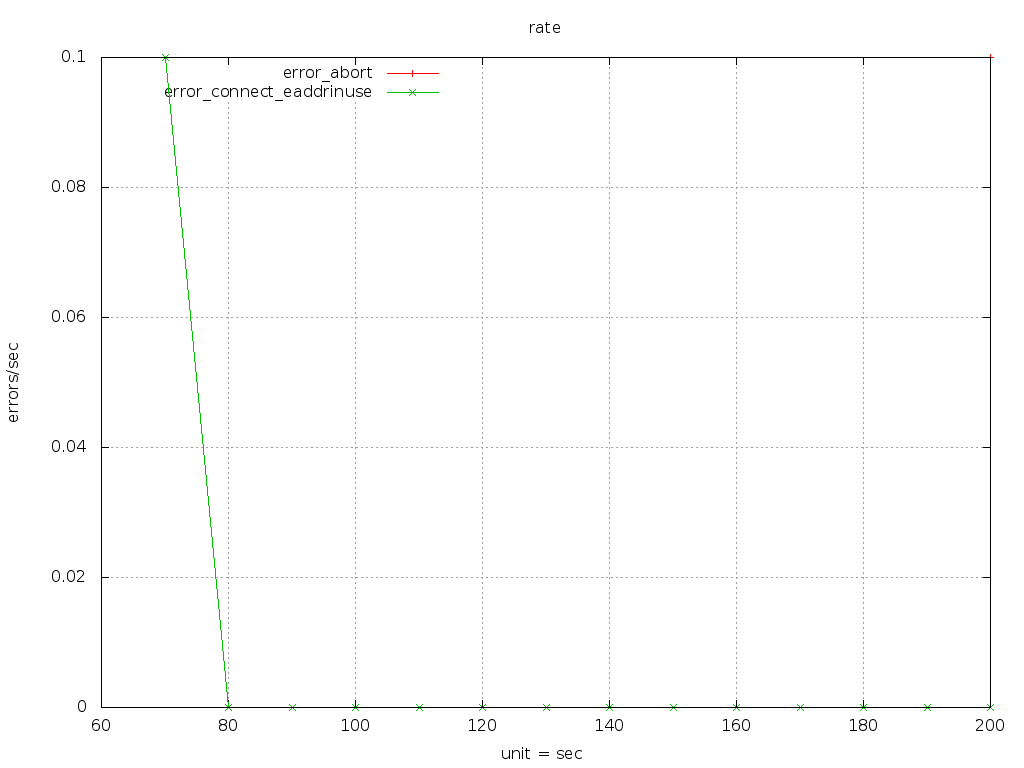 rate
0.1
error_abort
error_connect_eaddrinuse
0.08
0.06
errors/sec
0.04
0.02
0
60 80 100 120 140 160 180 200
unit = sec